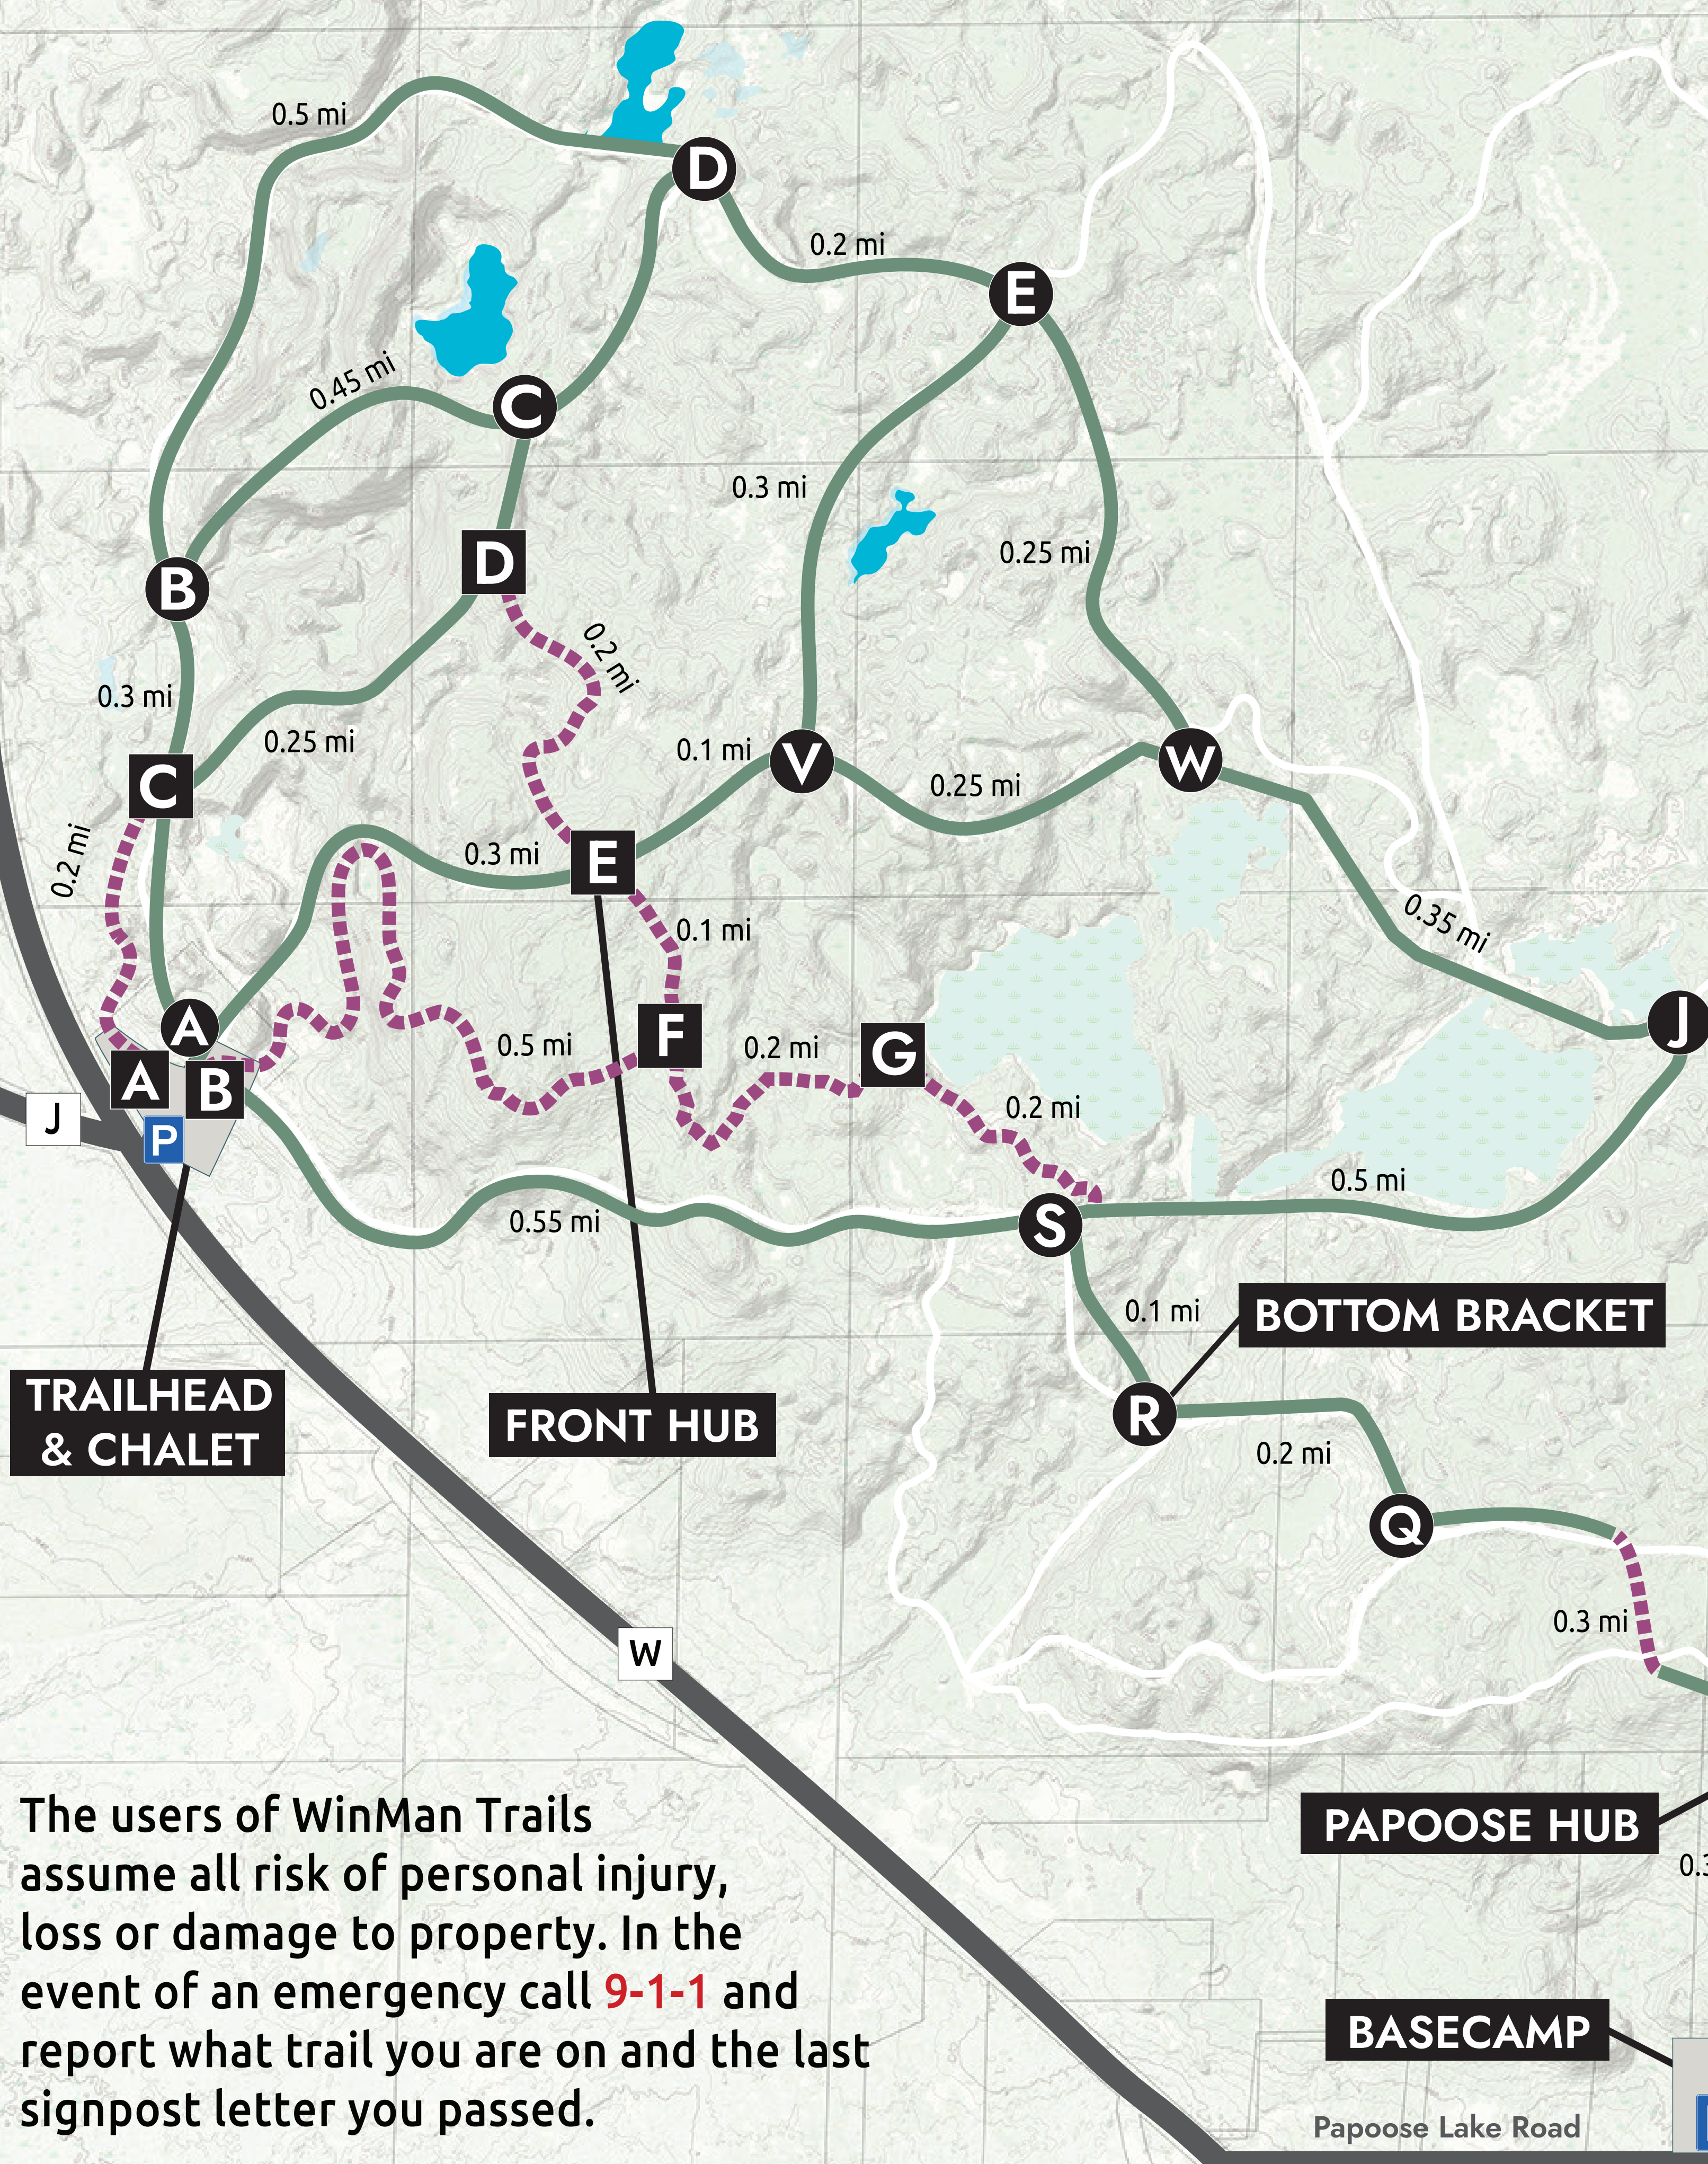 0.5 mi
D
0.2 mi
E
0.45 mi
C
0.3 mi
0.25 mi
D
B
0.2 mi
0.3 mi
0.25 mi
0.1 mi
V
W
0.25 mi
C
0.2 mi
0.3 mi
E
0.1 mi
0.35 mi
A
F
J
0.5 mi
0.2 mi
G
A
B
J
P
0.2 mi
0.5 mi
0.55 mi
S
0.1 mi
BOTTOM BRACKET
TRAILHEAD
& CHALET
FRONT HUB
R
0.2 mi
Q
0.3 mi
W
The users of WinMan Trails
assume all risk of personal injury,
loss or damage to property. In the
event of an emergency call 9-1-1 and
report what trail you are on and the last
signpost letter you passed.
PAPOOSE HUB
BASECAMP
Papoose Lake Road